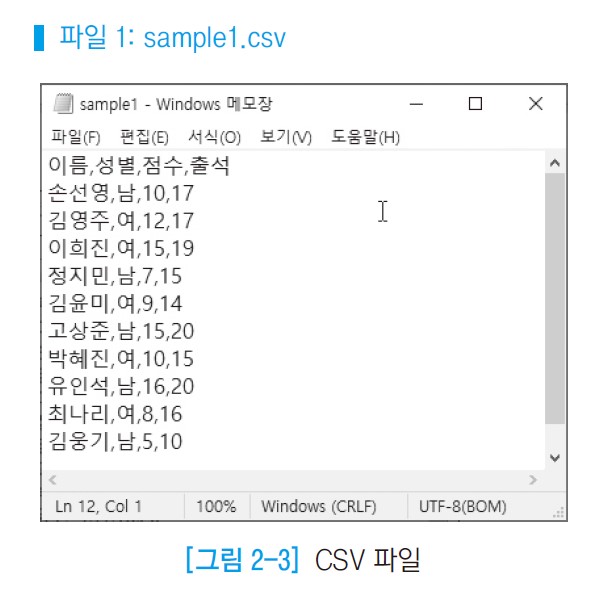 파일 1: sample1.csv
sample1 - Windows 메모장
파일(F) 편집(E) 서식(O) 보기(V) 도움말(H)
이름,성별,점수,출석
손선영,남,10,17
김영주,여,12,17
이희진,여,15,19
정지민,남,7,15
김윤미,여,9,14
고상준,남,15,20
박혜진,여,10,15
유인석,남,16,20
최나리,여,8,16
김웅기,남,5,10
Ln 12, Col 1 100% Windows (CRLF) UTF-8(BOM)
[그림 2-3] CSV 파일